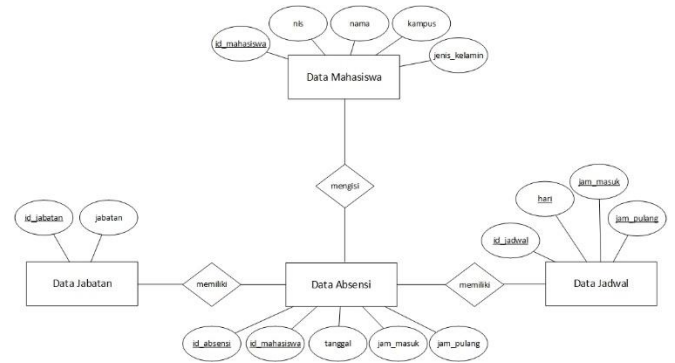 nis
nama
kampus
id_mahasiswa
jenis_kelamin
Data Mahasiswa
mengisi
jam_masuk
hari
id_jabatan
jabatan
jam_pulang
id_jadwal
Data Jabatan
memiliki
Data Absensi
memiliki
Data Jadwal
id_absensi
id_mahasiswa
tanggal
jam_masuk
jam_pulang